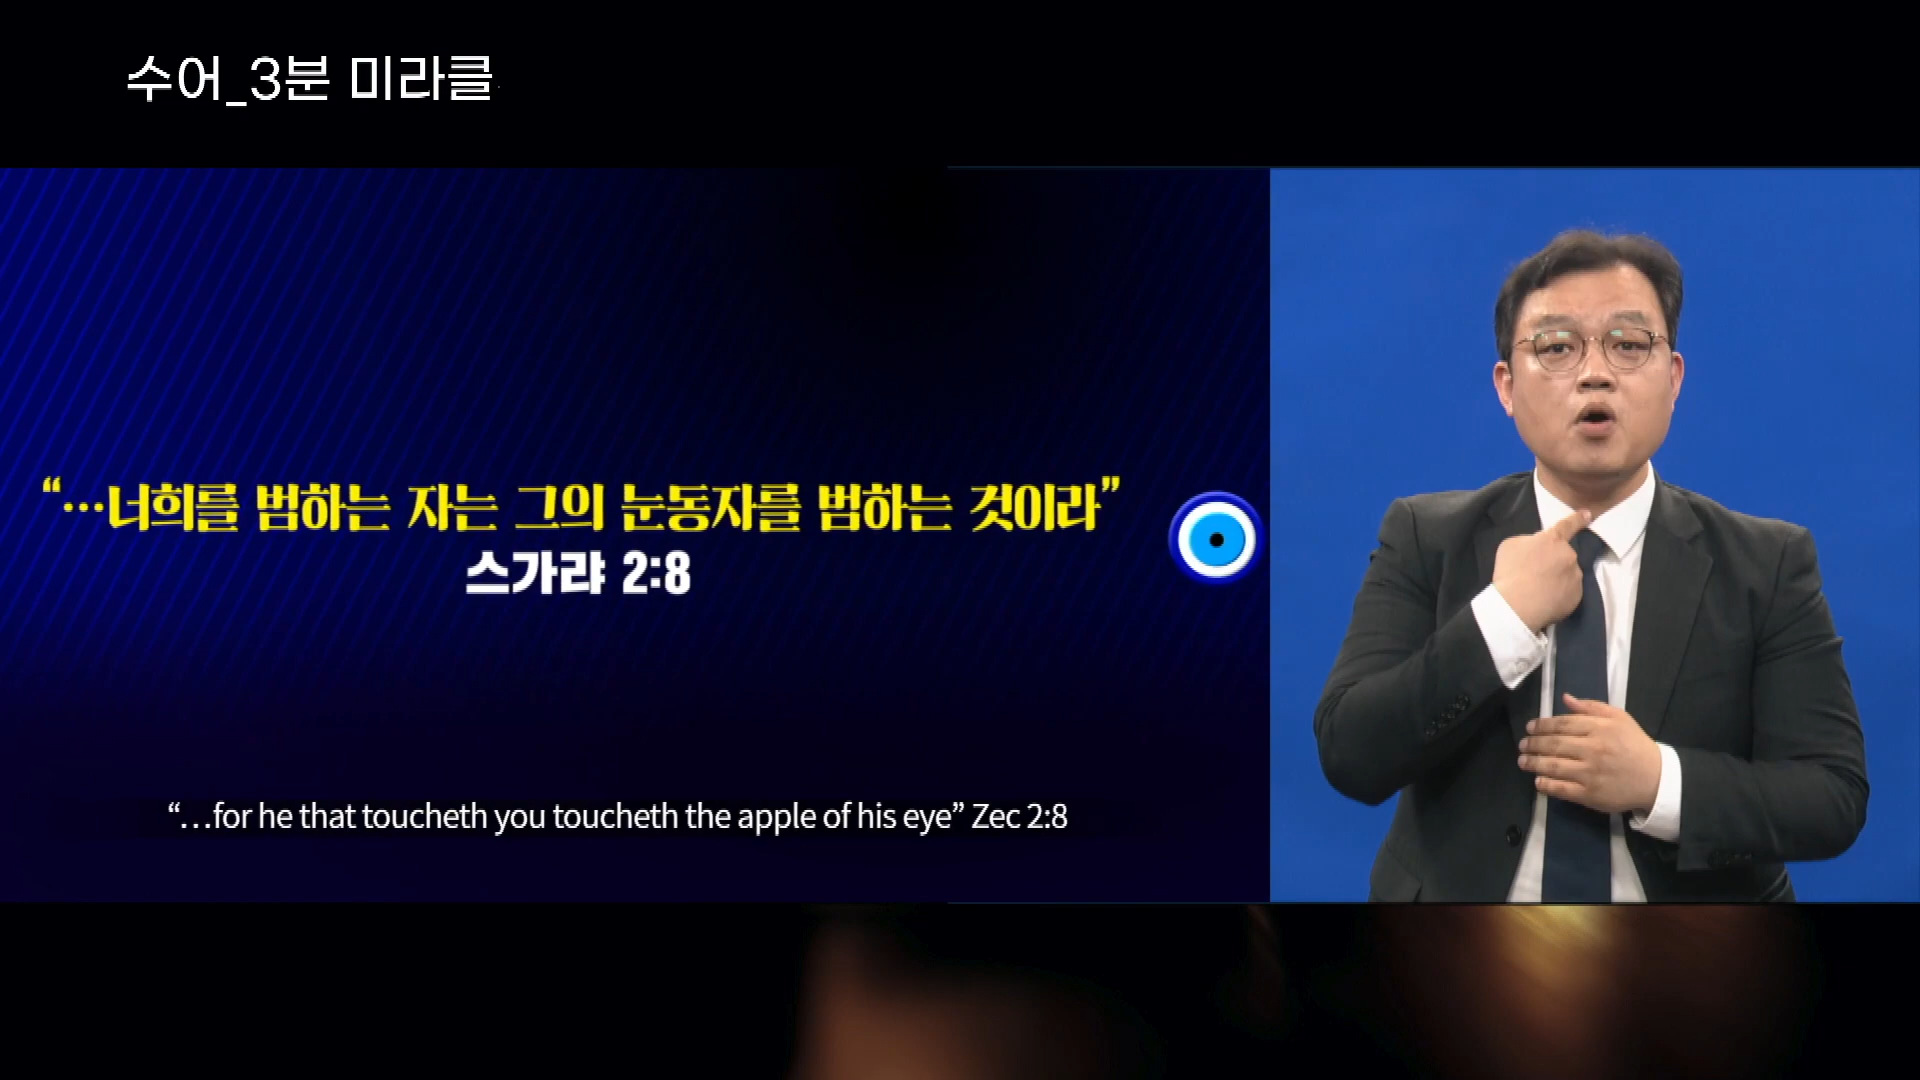 수어_3분 미라클
“…너희를 범하는 자는 그의 눈동자를 범하는 것이라”
스가랴 2:8
“…for he that toucheth you toucheth the apple of his eye” Zec 2:8